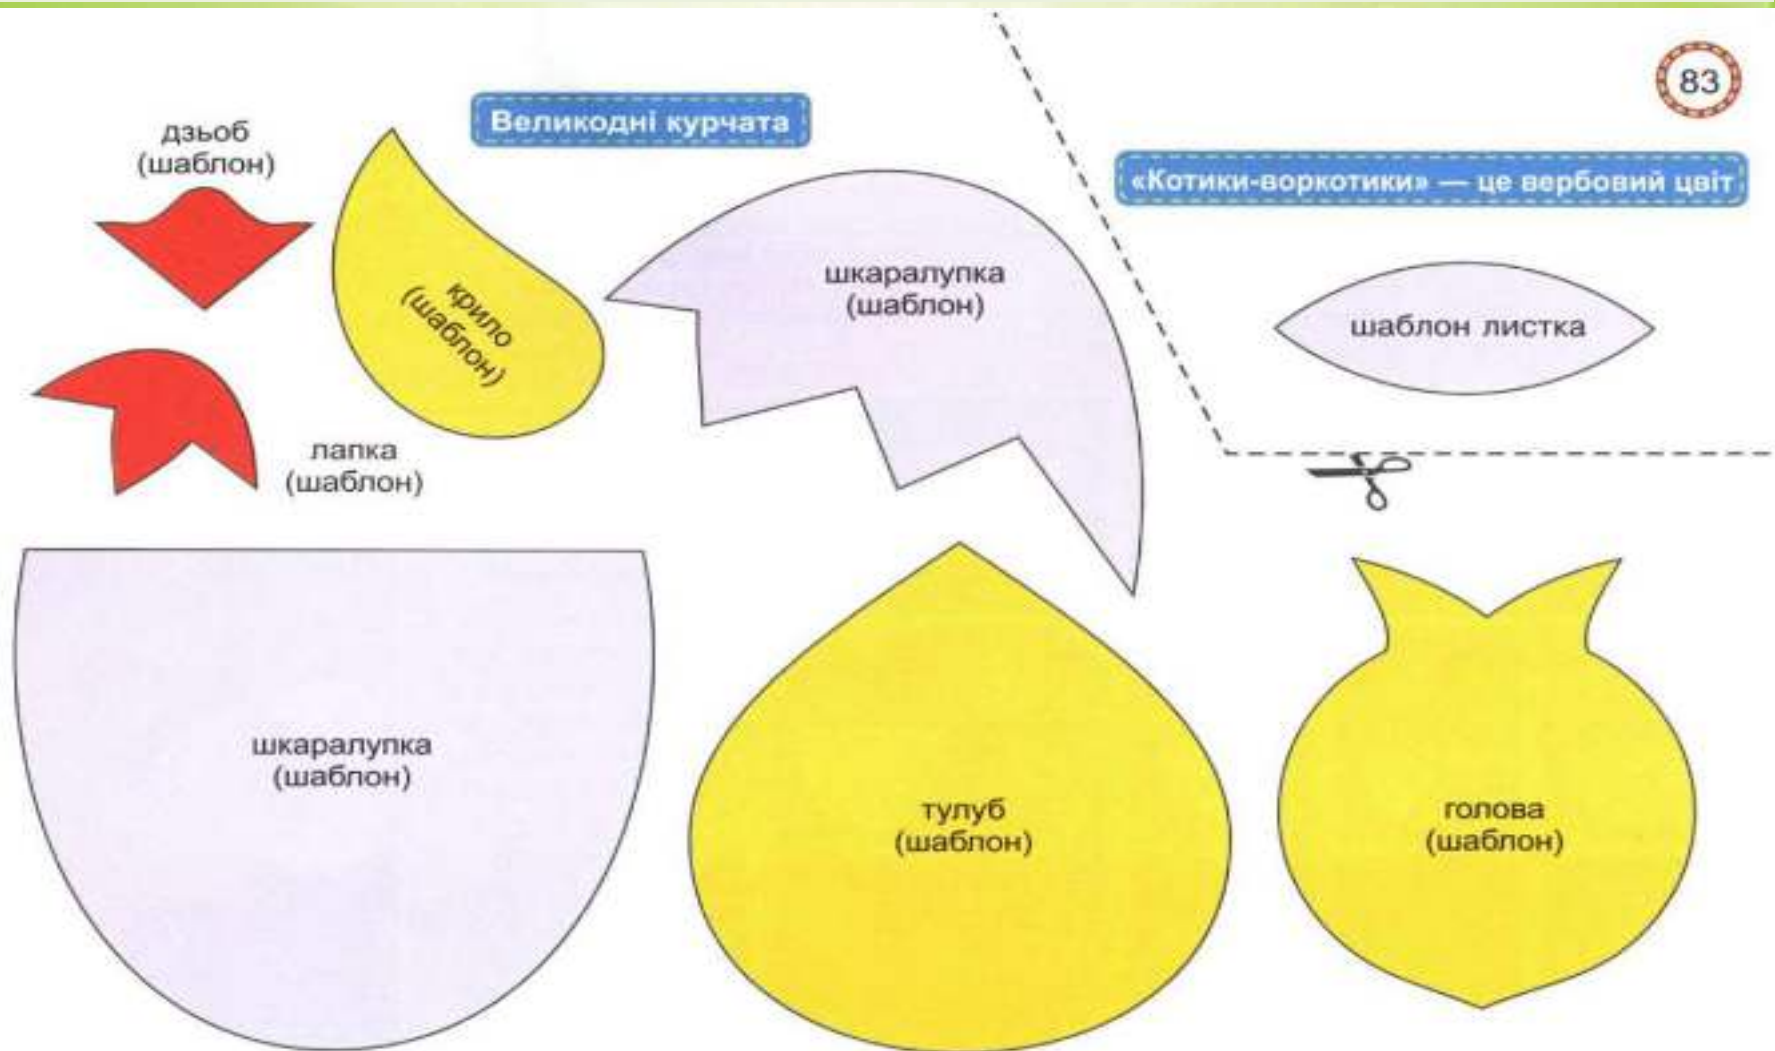 83
Великодні курчата
«Котики-воркотики» — це вербовий цвіт
дзьоб
(шаблон)
крило
(шаблон)
шкаралупка
(шаблон)
шаблон листка
лапка
(шаблон)
шкаралупка
(шаблон)
тулуб
(шаблон)
голова
(шаблон)